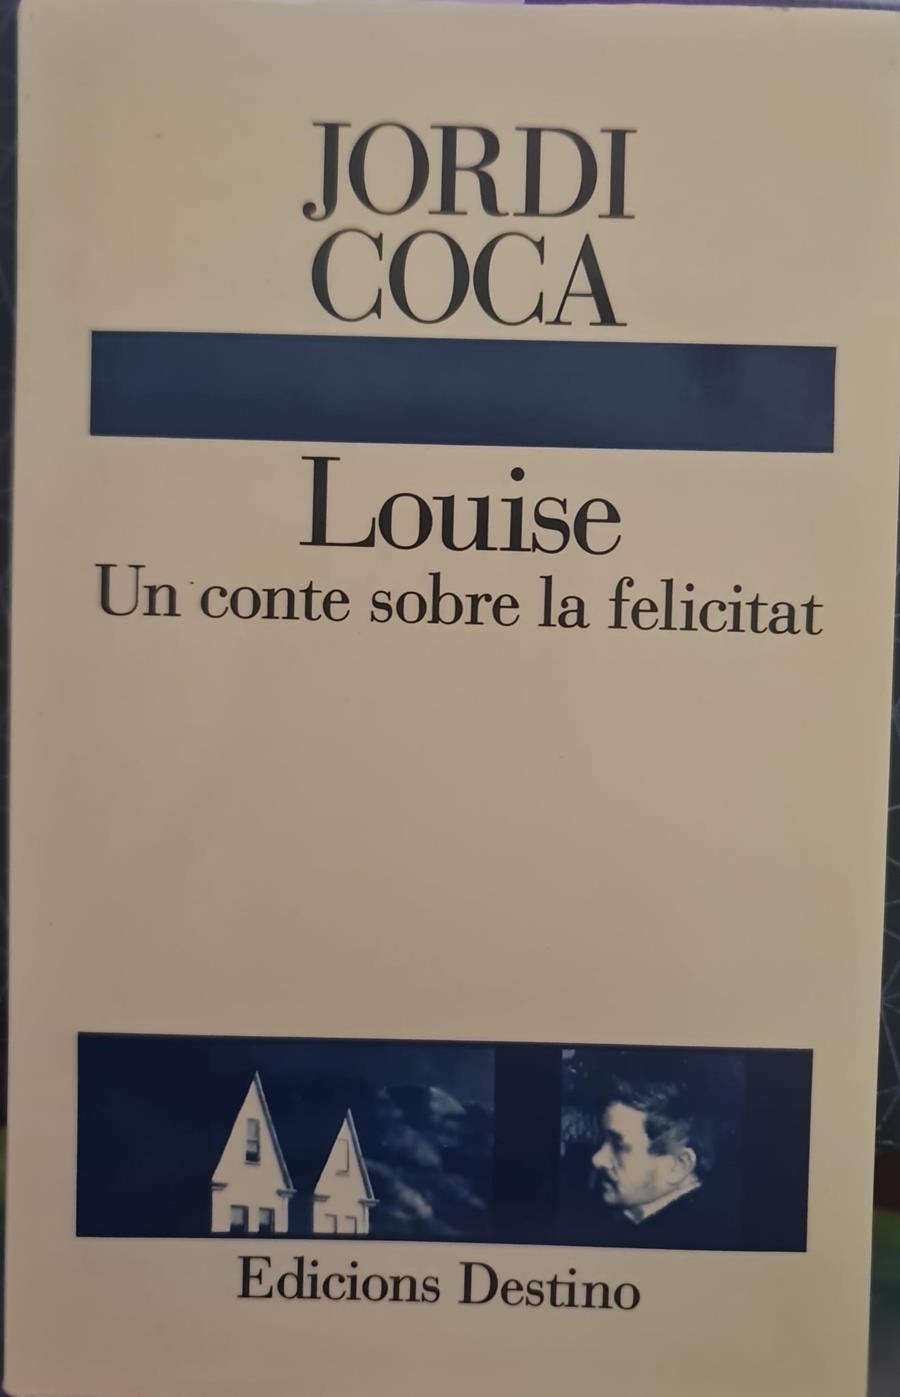 JORDI
COCA
Louise
Un conte sobre la felicitat
Edicions Destino